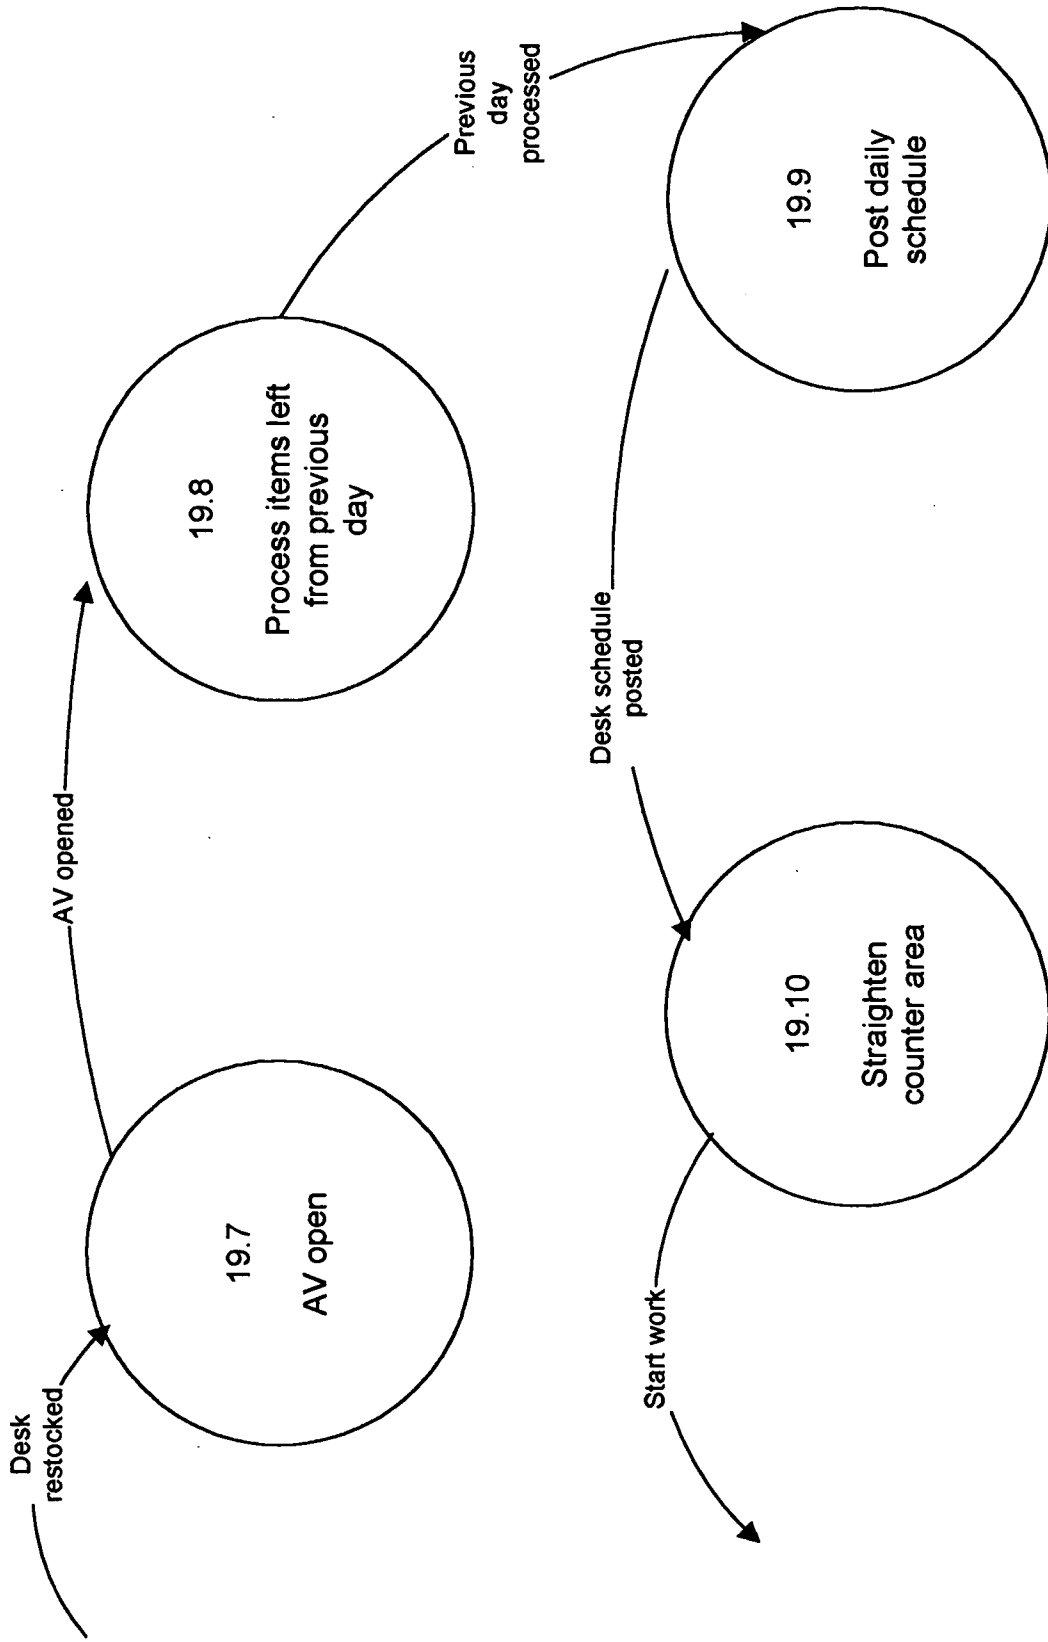 Desk
restocked
19.7
AV open
AV opened
19.8
Process items left
from previous
day
Previous
day
processed
19.9
Post daily
schedule
Desk schedule
posted
19.10
Straighten
counter area
Start work